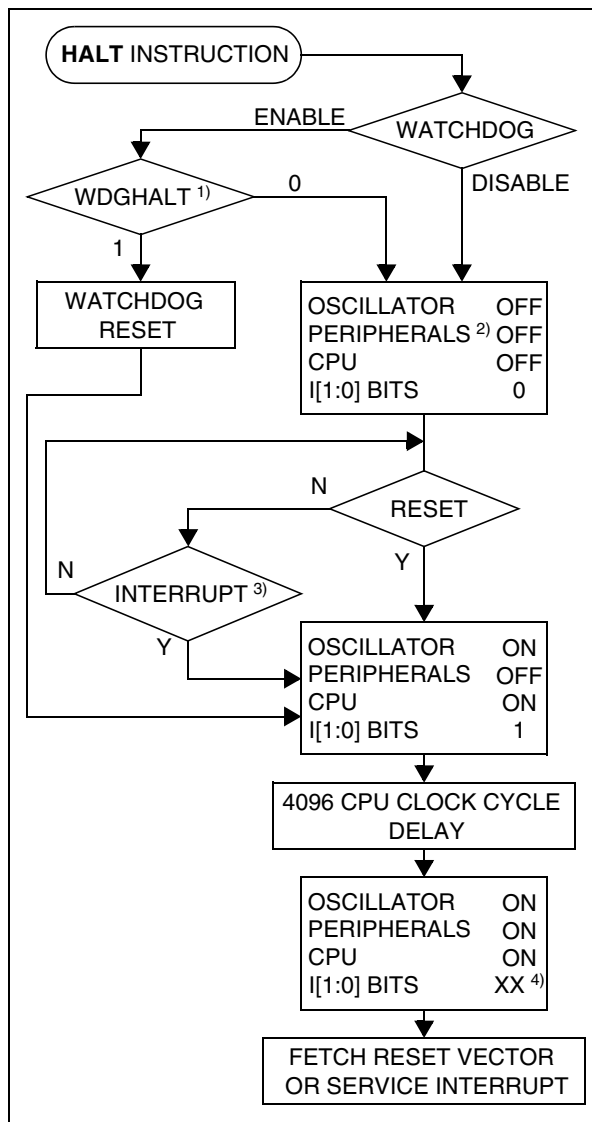 HALT INSTRUCTION
WATCHDOG
ENABLE
DISABLE
WDGHALT 1)
0
1
WATCHDOG
RESET
OSCILLATOR OFF
PERIPHERALS 2) OFF
CPU OFF
I[1:0] BITS 0
RESET
N
Y
INTERRUPT 3)
N
Y
OSCILLATOR ON
PERIPHERALS OFF
CPU ON
I[1:0] BITS 1
4096 CPU CLOCK CYCLE
DELAY
OSCILLATOR ON
PERIPHERALS ON
CPU ON
I[1:0] BITS XX 4)
FETCH RESET VECTOR
OR SERVICE INTERRUPT